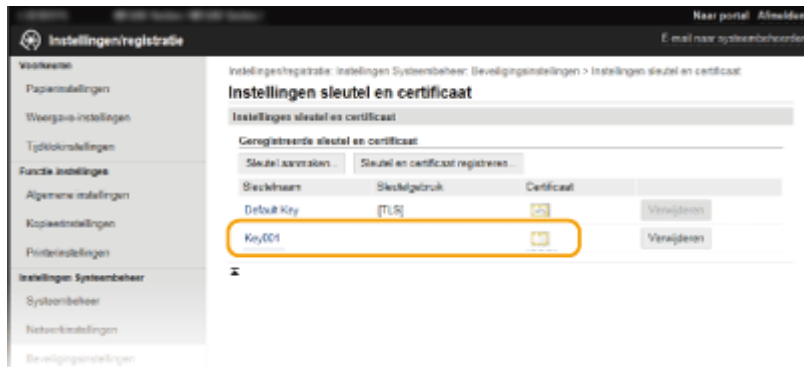 Naar portal Afmelden
Instellingen/registratie
E-mail naar systeembeheerder
Voorkeuren
Papierinstellingen
Weergave-instellingen
Tijdklokinstellingen
Functie-instellingen
Algemene instellingen
Kopieerinstellingen
Printerinstellingen
Instellingen Systeembeheer
Systeembeheer
Netwerkinstellingen
Beveiligingsinstellingen
Instellingen/registratie: Instellingen Systeembeheer: Beveiligingsinstellingen > Instellingen sleutel en certificaat
Instellingen sleutel en certificaat
Instellingen sleutel en certificaat
Geregistreerde sleutel en certificaat
Sleutel aanmaken... Sleutel en certificaat registreren...
Sleutelnaam Sleutelgebruik Certificaat
Default Key [TLS] Verwijderen
Key001 Verwijderen